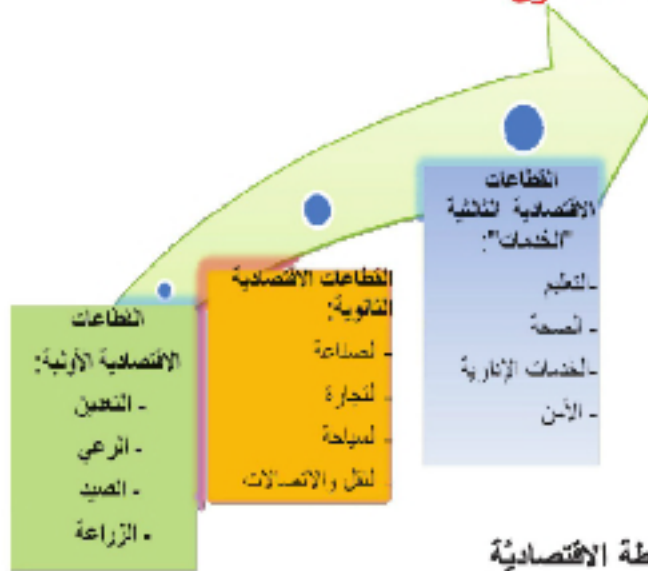 القطاعات
الاقتصادية الأولية:
- التعدين
- الرعي
- الصيد
- الزراعة
القطاعات الاقتصادية
الثانوية:
- لصناعة
- لتجارة
- لسياحة
- لنقل والاتصالات
القطاعات
الاقتصادية الثالثية
"الخدمات":
-التعليم
-الصحة
-الخدمات الإدارية
- الأمن
طة الاقتصاديّة